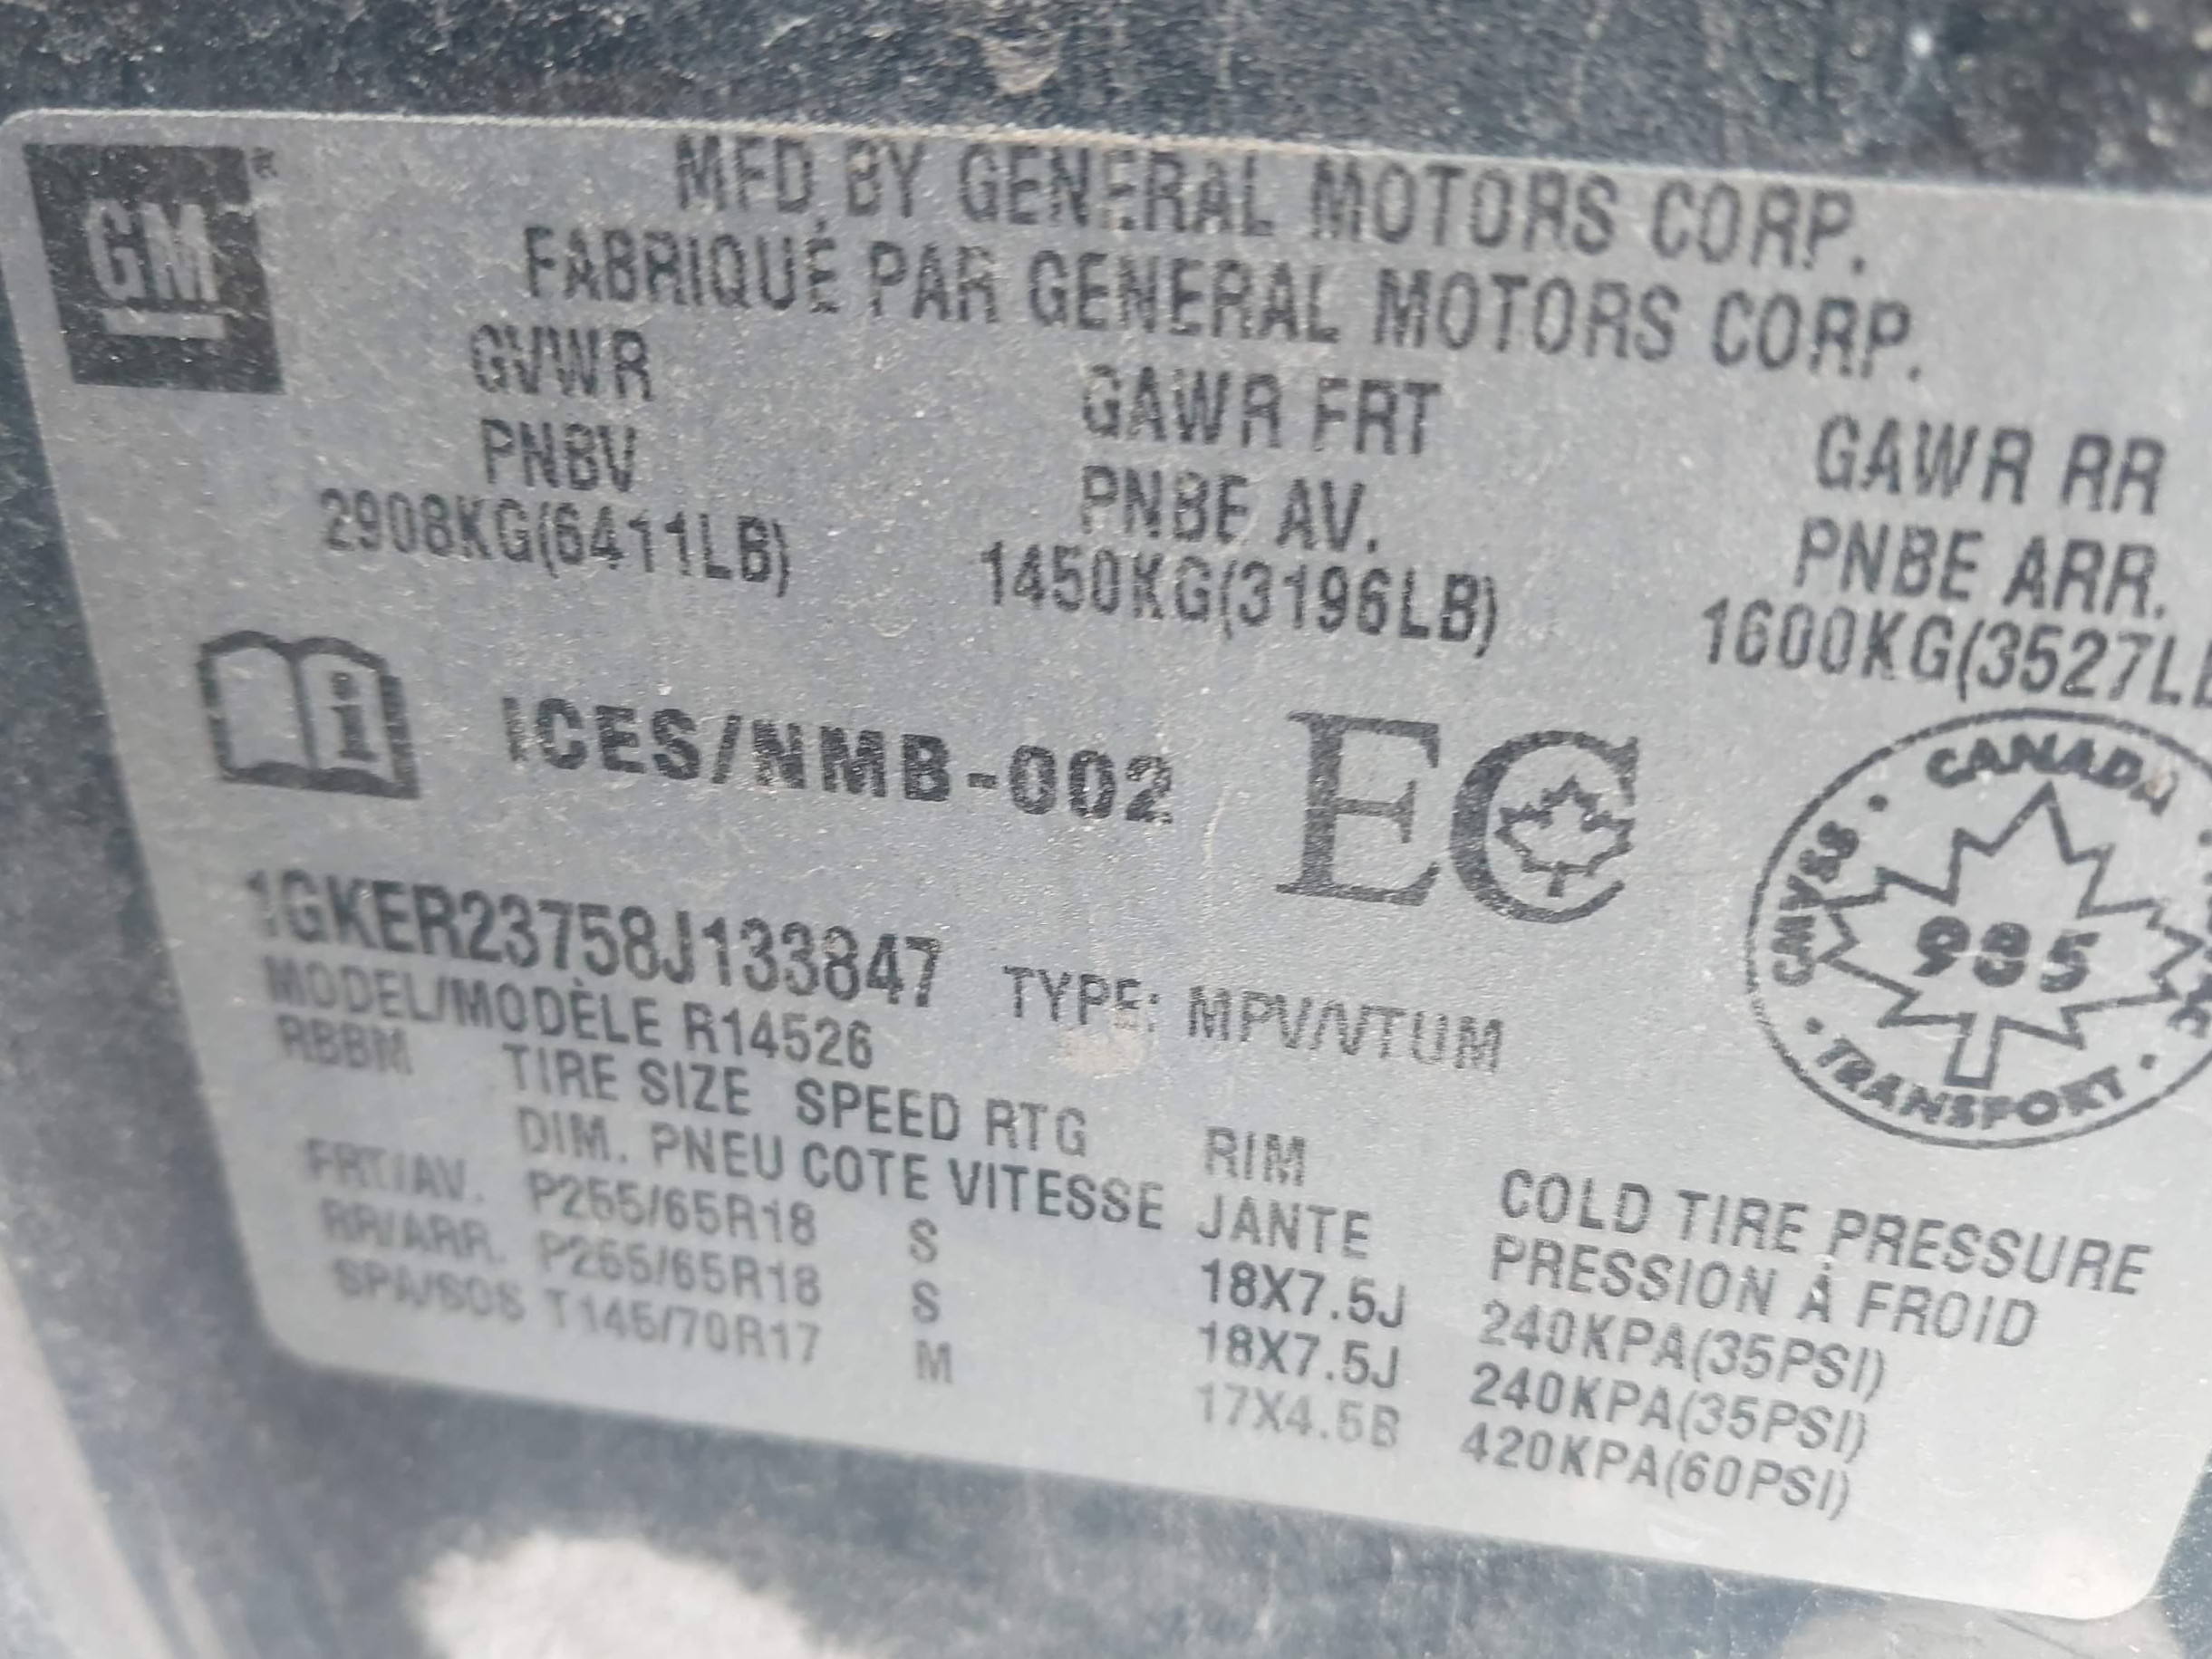 GM®
MFD BY GENERAL MOTORS CORP.
FABRIQUÉ PAR GENERAL MOTORS CORP.
GVWR GAWR FRT GAWR RR
PNBV PNBE AV. PNBE ARR.
2908KG(6411LB) 1450KG(3196LB) 1600KG(3527LB
i ICES/NMB-002 EC
CANADA
CMVSS
985
TRANSPORT
1GKER23758J133847 TYPE: MPV/VTUM
MODEL/MODÈLE R14526
RBBM TIRE SIZE SPEED RTG RIM COLD TIRE PRESSURE
DIM. PNEU COTE VITESSE JANTE PRESSION À FROID
FRT/AV. P255/65R18 S 18X7.5J 240KPA(35PSI)
RR/ARR. P255/65R18 S 18X7.5J 240KPA(35PSI)
SPA/SOS T145/70R17 M 17X4.5B 420KPA(60PSI)